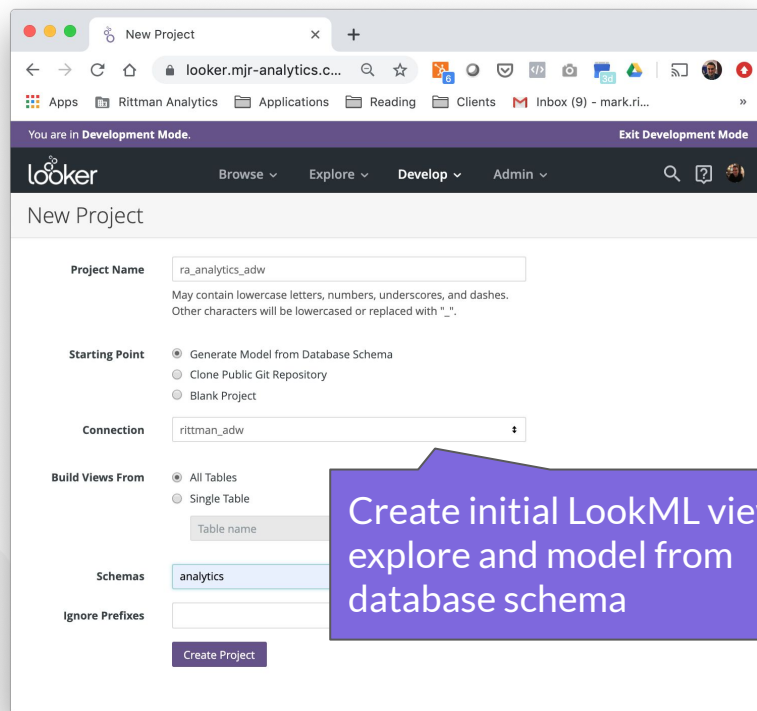 New Project
looker.mjr-analytics.c...
6
3d
Apps Rittman Analytics Applications Reading Clients Inbox (9) - mark.ri... »
You are in Development Mode. Exit Development Mode
looker Browse Explore Develop Admin
New Project
Project Name ra_analytics_adw
May contain lowercase letters, numbers, underscores, and dashes.
Other characters will be lowercased or replaced with "_".
Starting Point Generate Model from Database Schema
Clone Public Git Repository
Blank Project
Connection rittman_adw
Build Views From All Tables
Single Table
Table name
Schemas analytics
Ignore Prefixes
Create Project
Create initial LookML
explore and model from
database schema